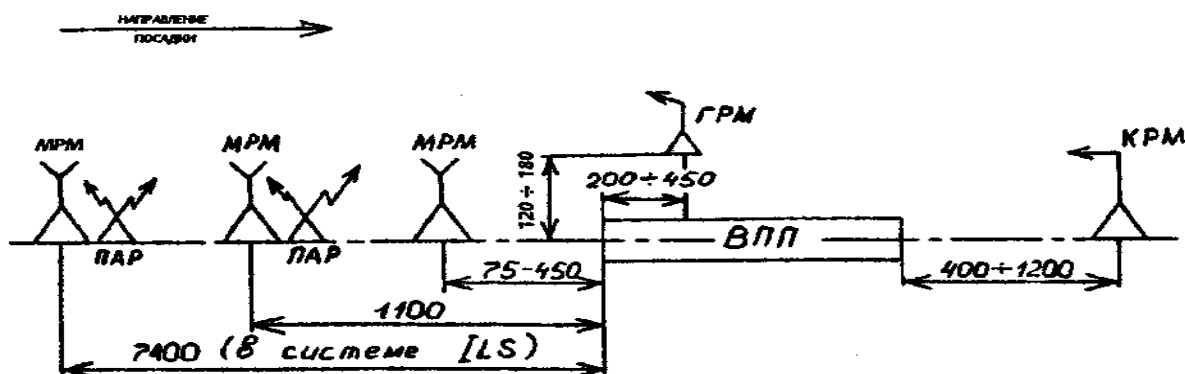 НАПРАВЛЕНИЕ
ПОСАДКИ
МРМ
МРМ
МРМ
ГРМ
КРМ
120÷180
200÷450
ПАР
ПАР
ВПП
75-450
400÷1200
1100
7400 (в системе ILS)